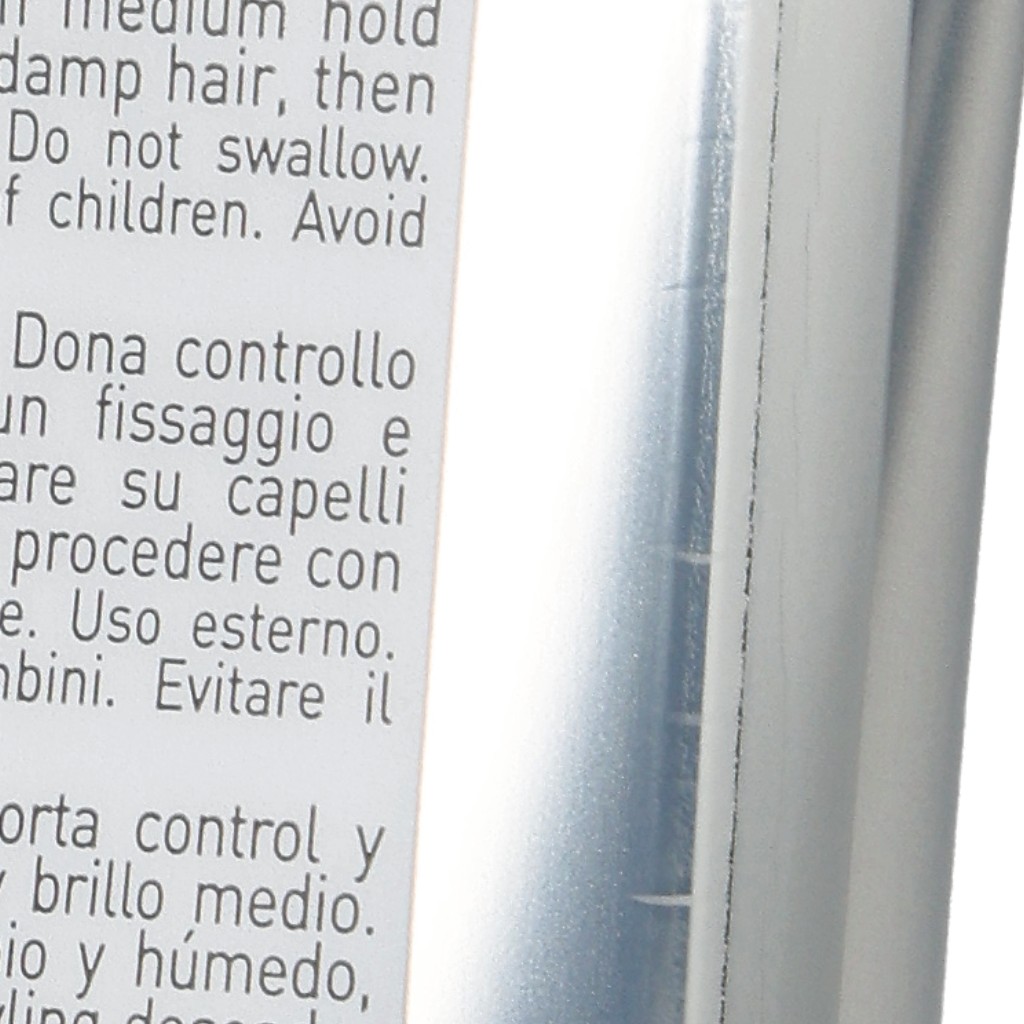 medium hold
damp hair, then
Do not swallow.
f children. Avoid
Dona controllo
un fissaggio e
are su capelli
procedere con
e. Uso esterno.
mbini. Evitare il
orta control y
y brillo medio.
io y húmedo,